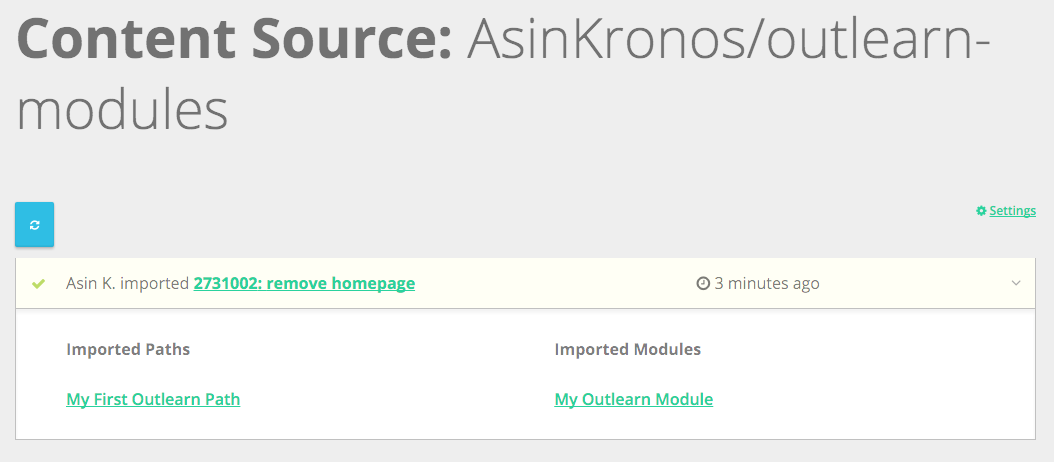 Content Source: AsinKronos/outlearn-
modules
Settings
Asin K. imported 2731002: remove homepage 3 minutes ago
Imported Paths Imported Modules
My First Outlearn Path My Outlearn Module